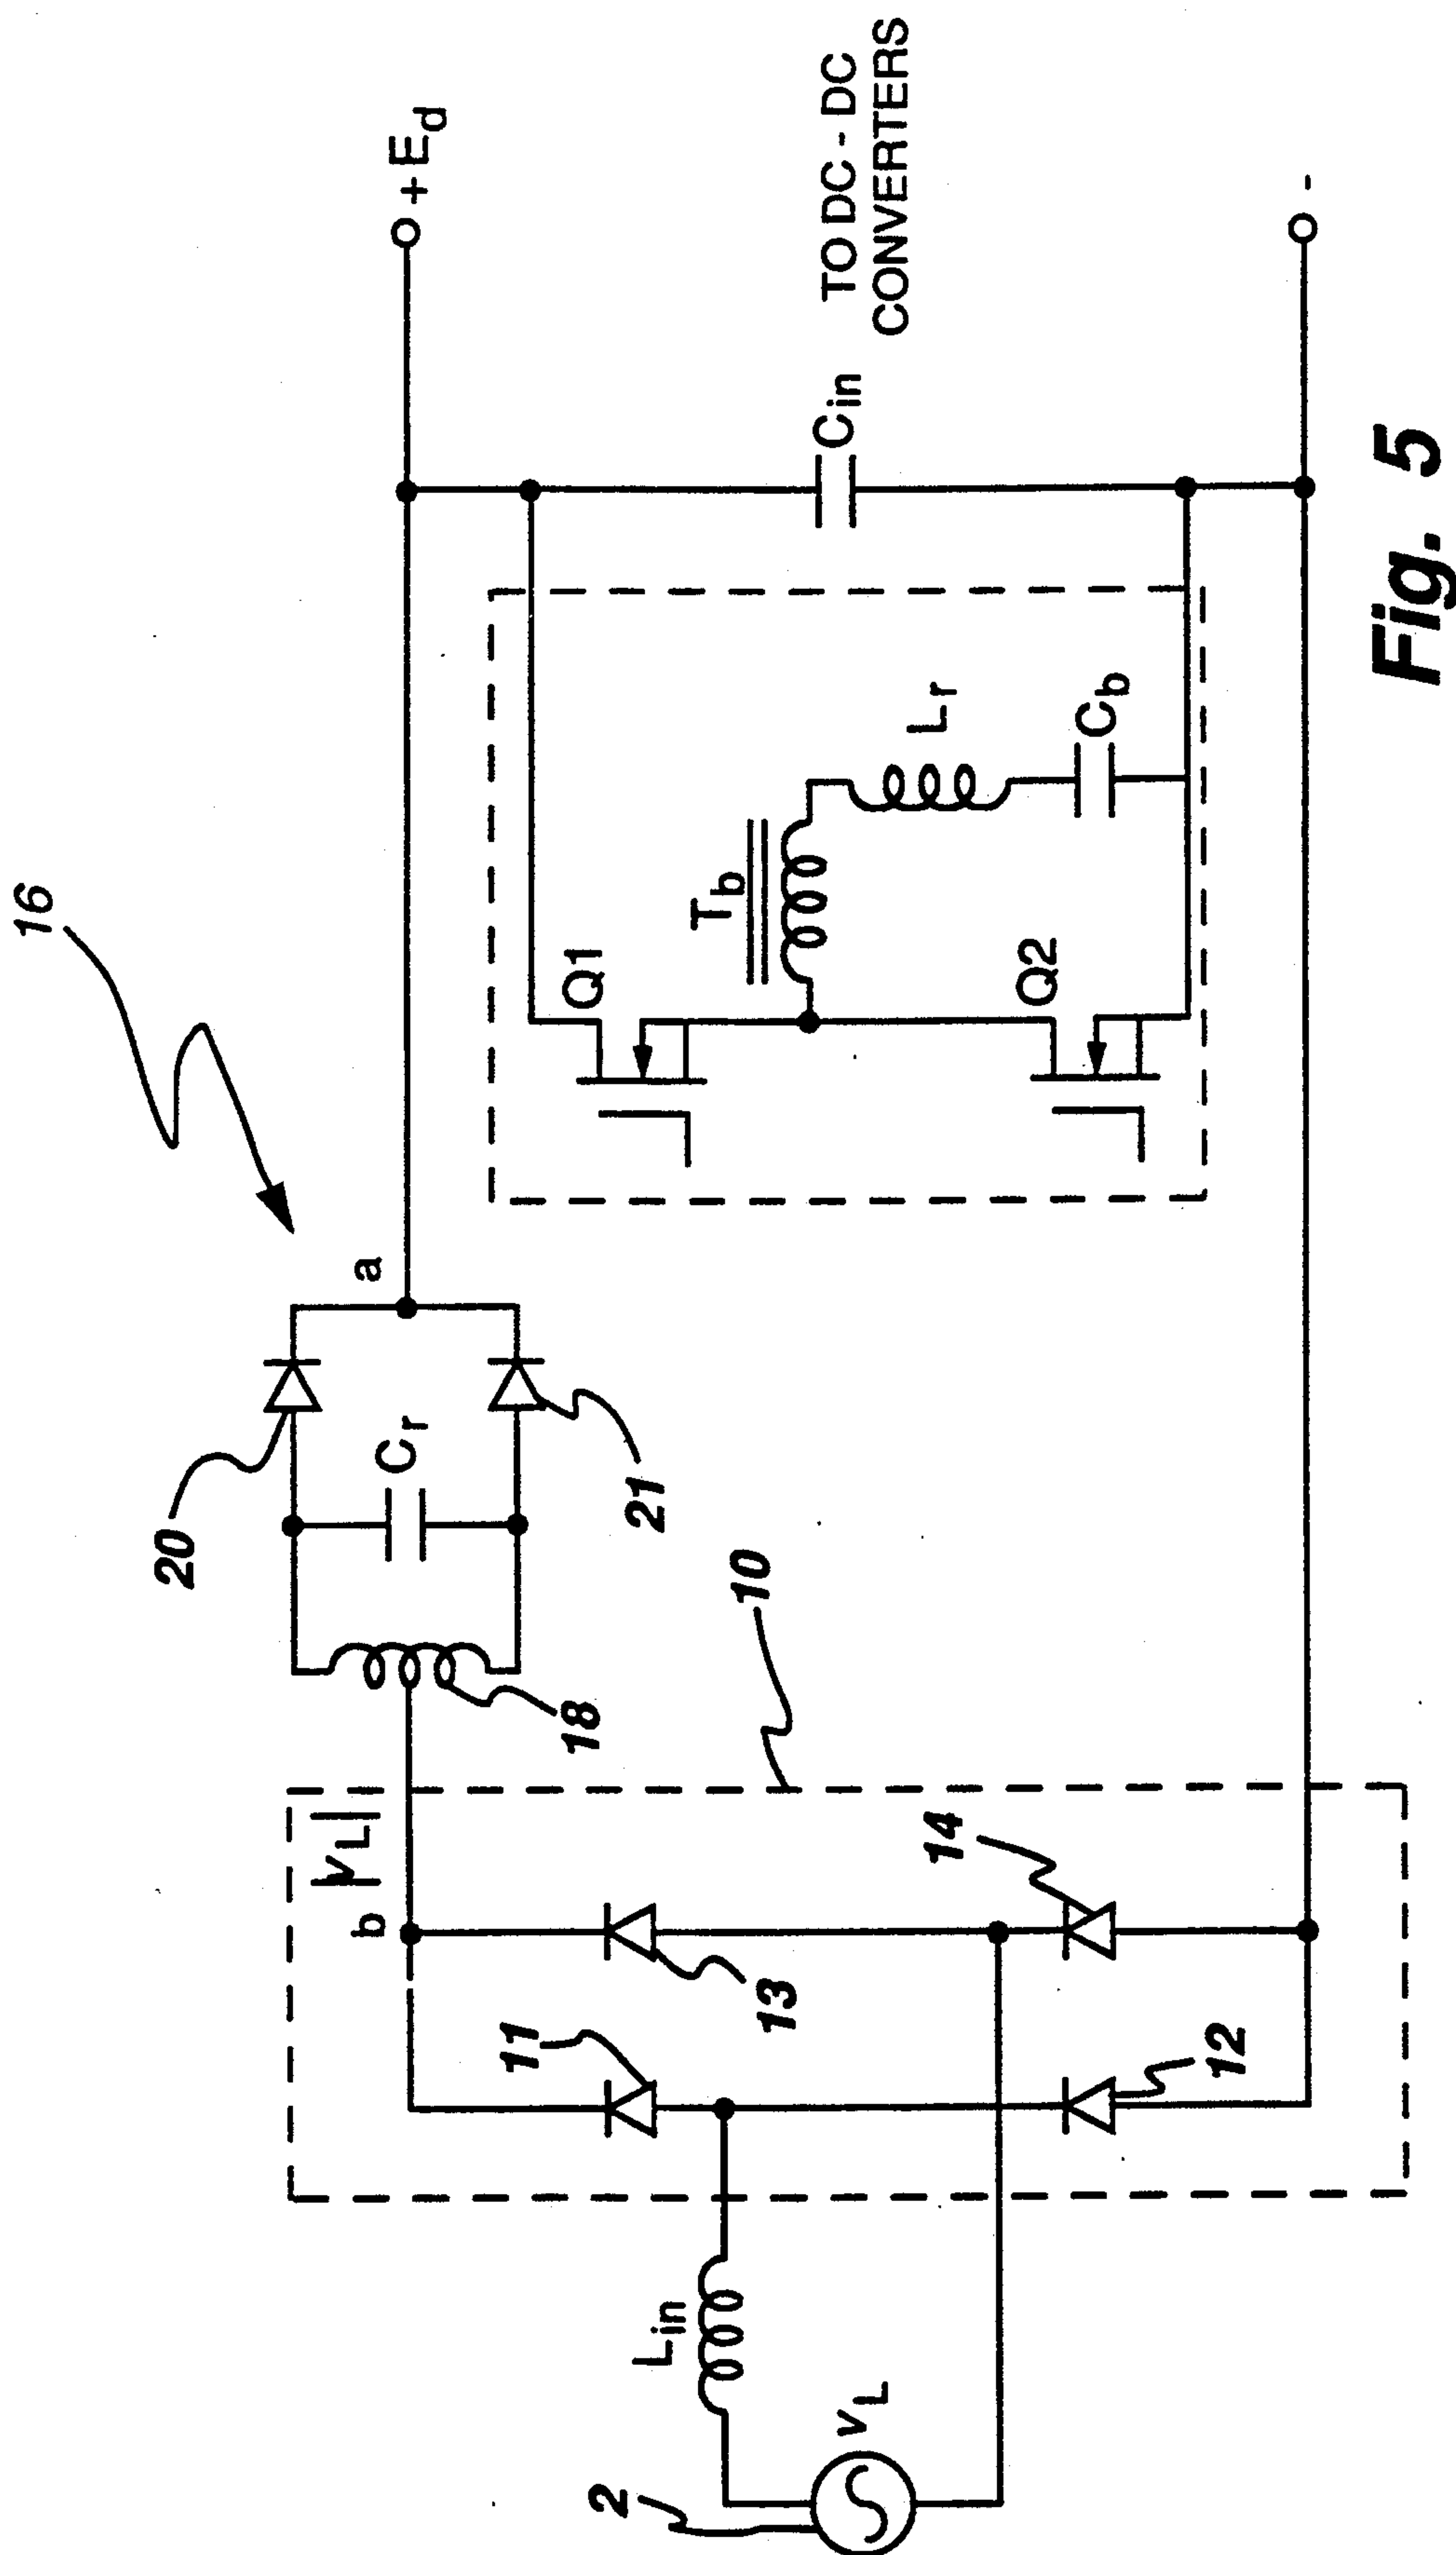 16
20
C_r
a
+ E_d
21
18
10
b
|v_L|
11
13
14
12
L_in
2
v_L
Q1
T_b
L_r
Q2
C_b
C_in
TO DC - DC
CONVERTERS
-
Fig. 5